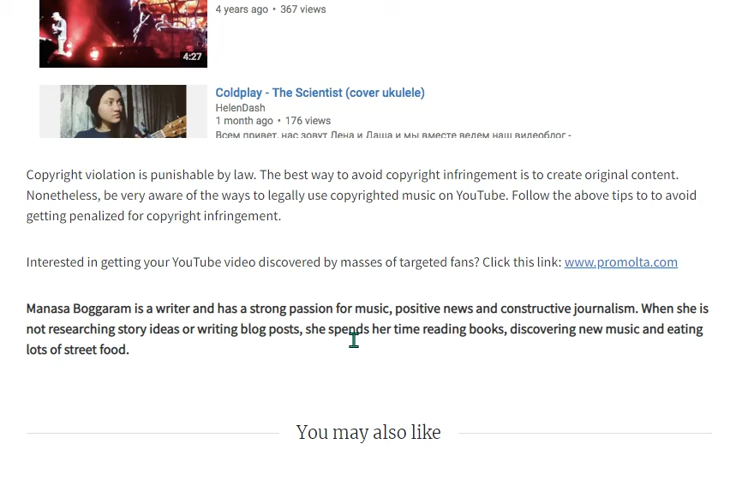 4 years ago • 367 views
4:27
Coldplay - The Scientist (cover ukulele)
HelenDash
1 month ago • 176 views
Всем привет, нас зовут Лена и Даша и мы вместе ведем наш видеоблог -
Copyright violation is punishable by law. The best way to avoid copyright infringement is to create original content.
Nonetheless, be very aware of the ways to legally use copyrighted music on YouTube. Follow the above tips to to avoid
getting penalized for copyright infringement.
Interested in getting your YouTube video discovered by masses of targeted fans? Click this link: www.promolta.com
Manasa Boggaram is a writer and has a strong passion for music, positive news and constructive journalism. When she is
not researching story ideas or writing blog posts, she spends her time reading books, discovering new music and eating
lots of street food.
You may also like